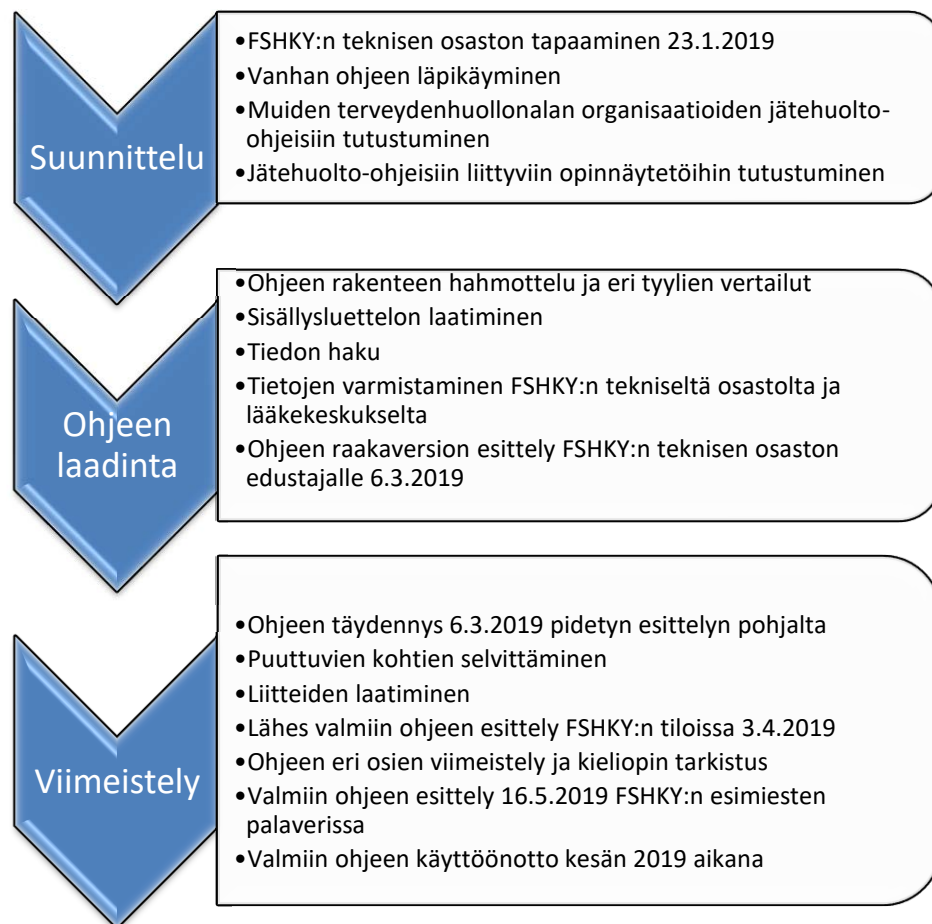 Suunnittelu
•FSHKY:n teknisen osaston tapaaminen 23.1.2019
•Vanhan ohjeen läpikäyminen
•Muiden terveydenhuollonalan organisaatioiden jätehuolto-
ohjeisiin tutustuminen
•Jätehuolto-ohjeisiin liittyviin opinnäytetöihin tutustuminen
Ohjeen
laadinta
•Ohjeen rakenteen hahmottelu ja eri tyylien vertailut
•Sisällysluettelon laatiminen
•Tiedon haku
•Tietojen varmistaminen FSHKY:n tekniseltä osastolta ja
lääkekeskukselta
•Ohjeen raakaversion esittely FSHKY:n teknisen osaston
edustajalle 6.3.2019
Viimeistely
•Ohjeen täydennys 6.3.2019 pidetyn esittelyn pohjalta
•Puuttuvien kohtien selvittäminen
•Liitteiden laatiminen
•Lähes valmiin ohjeen esittely FSHKY:n tiloissa 3.4.2019
•Ohjeen eri osien viimeistely ja kieliopin tarkistus
•Valmiin ohjeen esittely 16.5.2019 FSHKY:n esimiesten
palaverissa
•Valmiin ohjeen käyttöönotto kesän 2019 aikana